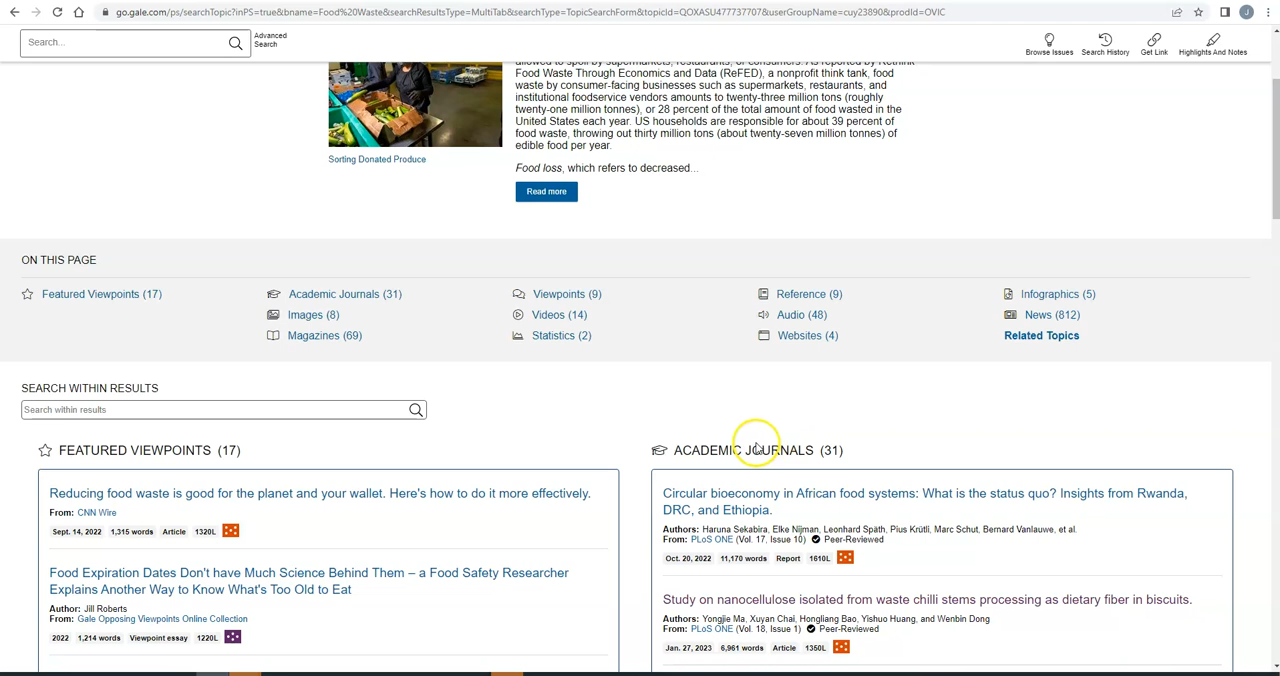 go.gale.com/ps/searchTopic?inPS=true&bname=Food%20Waste&searchResultsType=MultiTab&searchType=TopicSearchForm&topicId=QOXASU477737707&userGroupName=cuy23890&prodId=OVIC
J
Search...
Advanced
Search
Browse Issues
Search History
Get Link
Highlights And Notes
allowed to spoil by supermarkets, restaurants, or consumers. As reported by Rethink
Food Waste Through Economics and Data (ReFED), a nonprofit think tank, food
waste by consumer-facing businesses such as supermarkets, restaurants, and
institutional foodservice vendors amounts to twenty-three million tons (roughly
twenty-one million tonnes), or 28 percent of the total amount of food wasted in the
United States each year. US households are responsible for about 39 percent of
food waste, throwing out thirty million tons (about twenty-seven million tonnes) of
edible food per year.
Sorting Donated Produce
Food loss, which refers to decreased...
Read more
ON THIS PAGE
Featured Viewpoints (17)
Academic Journals (31)
Viewpoints (9)
Reference (9)
Infographics (5)
Images (8)
Videos (14)
Audio (48)
News (812)
Magazines (69)
Statistics (2)
Websites (4)
Related Topics
SEARCH WITHIN RESULTS
Search within results
FEATURED VIEWPOINTS (17)
Reducing food waste is good for the planet and your wallet. Here's how to do it more effectively.
From: CNN Wire
Sept. 14, 2022 1,315 words Article 1320L
Food Expiration Dates Don't have Much Science Behind Them – a Food Safety Researcher
Explains Another Way to Know What's Too Old to Eat
Author: Jill Roberts
From: Gale Opposing Viewpoints Online Collection
2022 1,214 words Viewpoint essay 1220L
ACADEMIC JOURNALS (31)
Circular bioeconomy in African food systems: What is the status quo? Insights from Rwanda,
DRC, and Ethiopia.
Authors: Haruna Sekabira, Elke Nijman, Leonhard Späth, Pius Krütli, Marc Schut, Bernard Vanlauwe, et al.
From: PLoS ONE (Vol. 17, Issue 10) Peer-Reviewed
Oct. 20, 2022 11,170 words Report 1610L
Study on nanocellulose isolated from waste chilli stems processing as dietary fiber in biscuits.
Authors: Yongjie Ma, Xuyan Chai, Hongliang Bao, Yishuo Huang, and Wenbin Dong
From: PLoS ONE (Vol. 18, Issue 1) Peer-Reviewed
Jan. 27, 2023 6,961 words Article 1350L